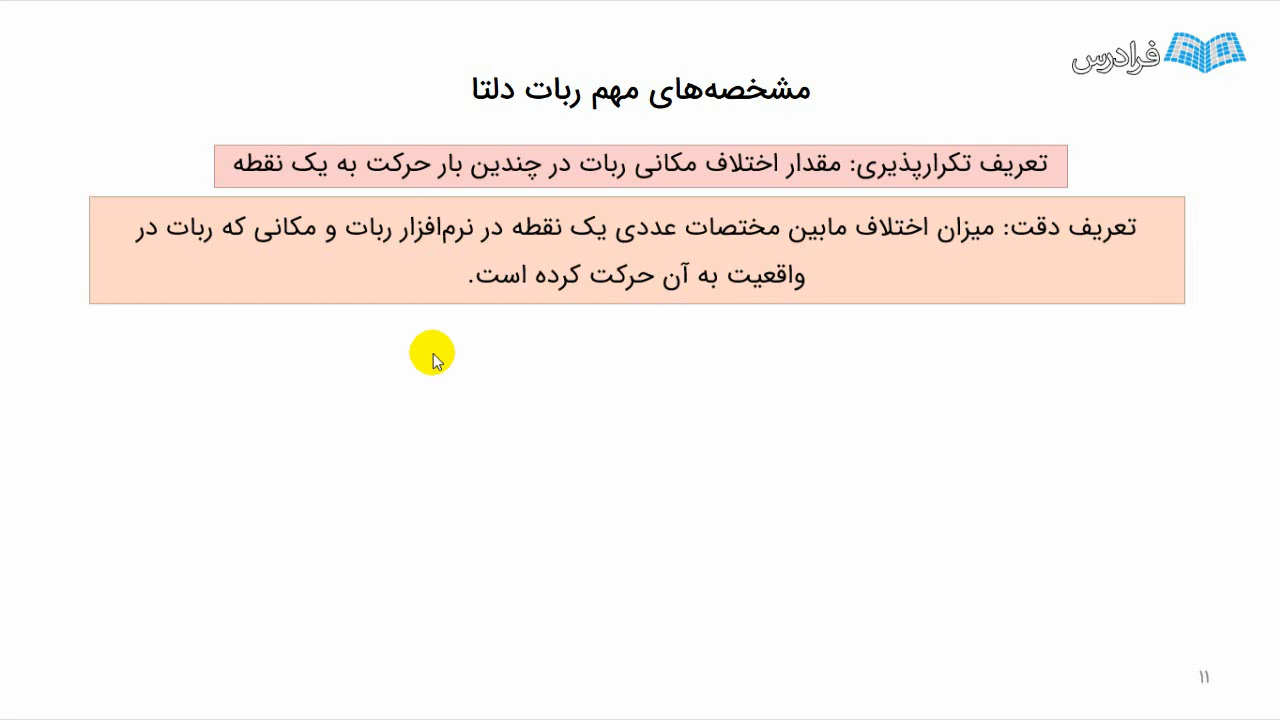 فرادرس
مشخصه‌های مهم ربات دلتا
تعریف تکرارپذیری: مقدار اختلاف مکانی ربات در چندین بار حرکت به یک نقطه
تعریف دقت: میزان اختلاف مابین مختصات عددی یک نقطه در نرم‌افزار ربات و مکانی که ربات در
واقعیت به آن حرکت کرده است.
۱۱